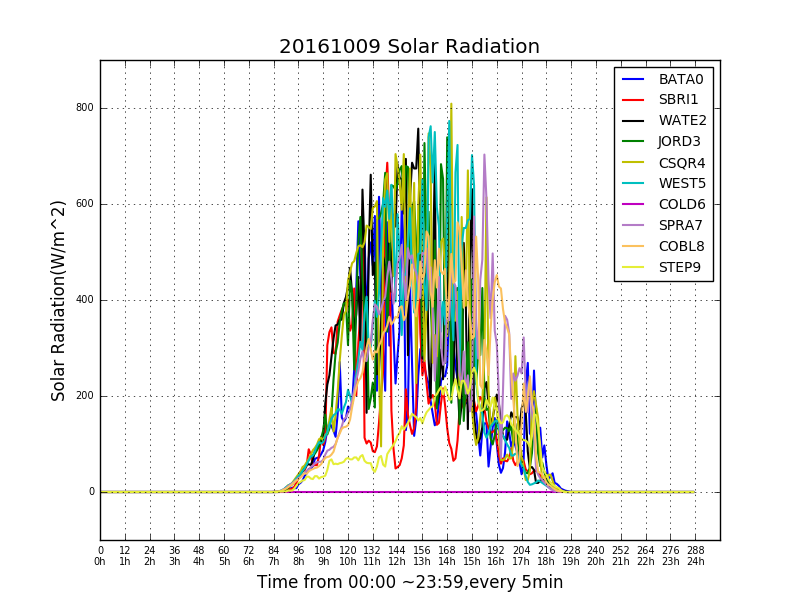 20161009 Solar Radiation
BATA0
SBRI1
WATE2
JORD3
CSQR4
WEST5
COLD6
SPRA7
COBL8
STEP9
Solar Radiation(W/m^2)
800
600
400
200
0
0 12 24 36 48 60 72 84 96 108 120 132 144 156 168 180 192 204 216 228 240 252 264 276 288
0h 1h 2h 3h 4h 5h 6h 7h 8h 9h 10h 11h 12h 13h 14h 15h 16h 17h 18h 19h 20h 21h 22h 23h 24h
Time from 00:00 ~23:59,every 5min